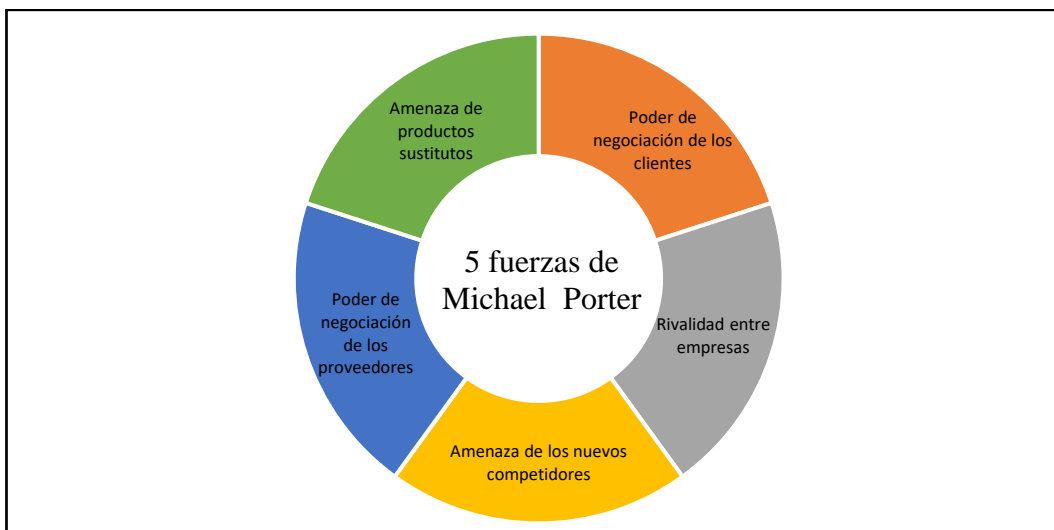 Amenaza de
productos
sustitutos
Poder de
negociación de los
clientes
5 fuerzas de
Michael Porter
Poder de
negociación
de los
proveedores
Rivalidad entre
empresas
Amenaza de los nuevos
competidores